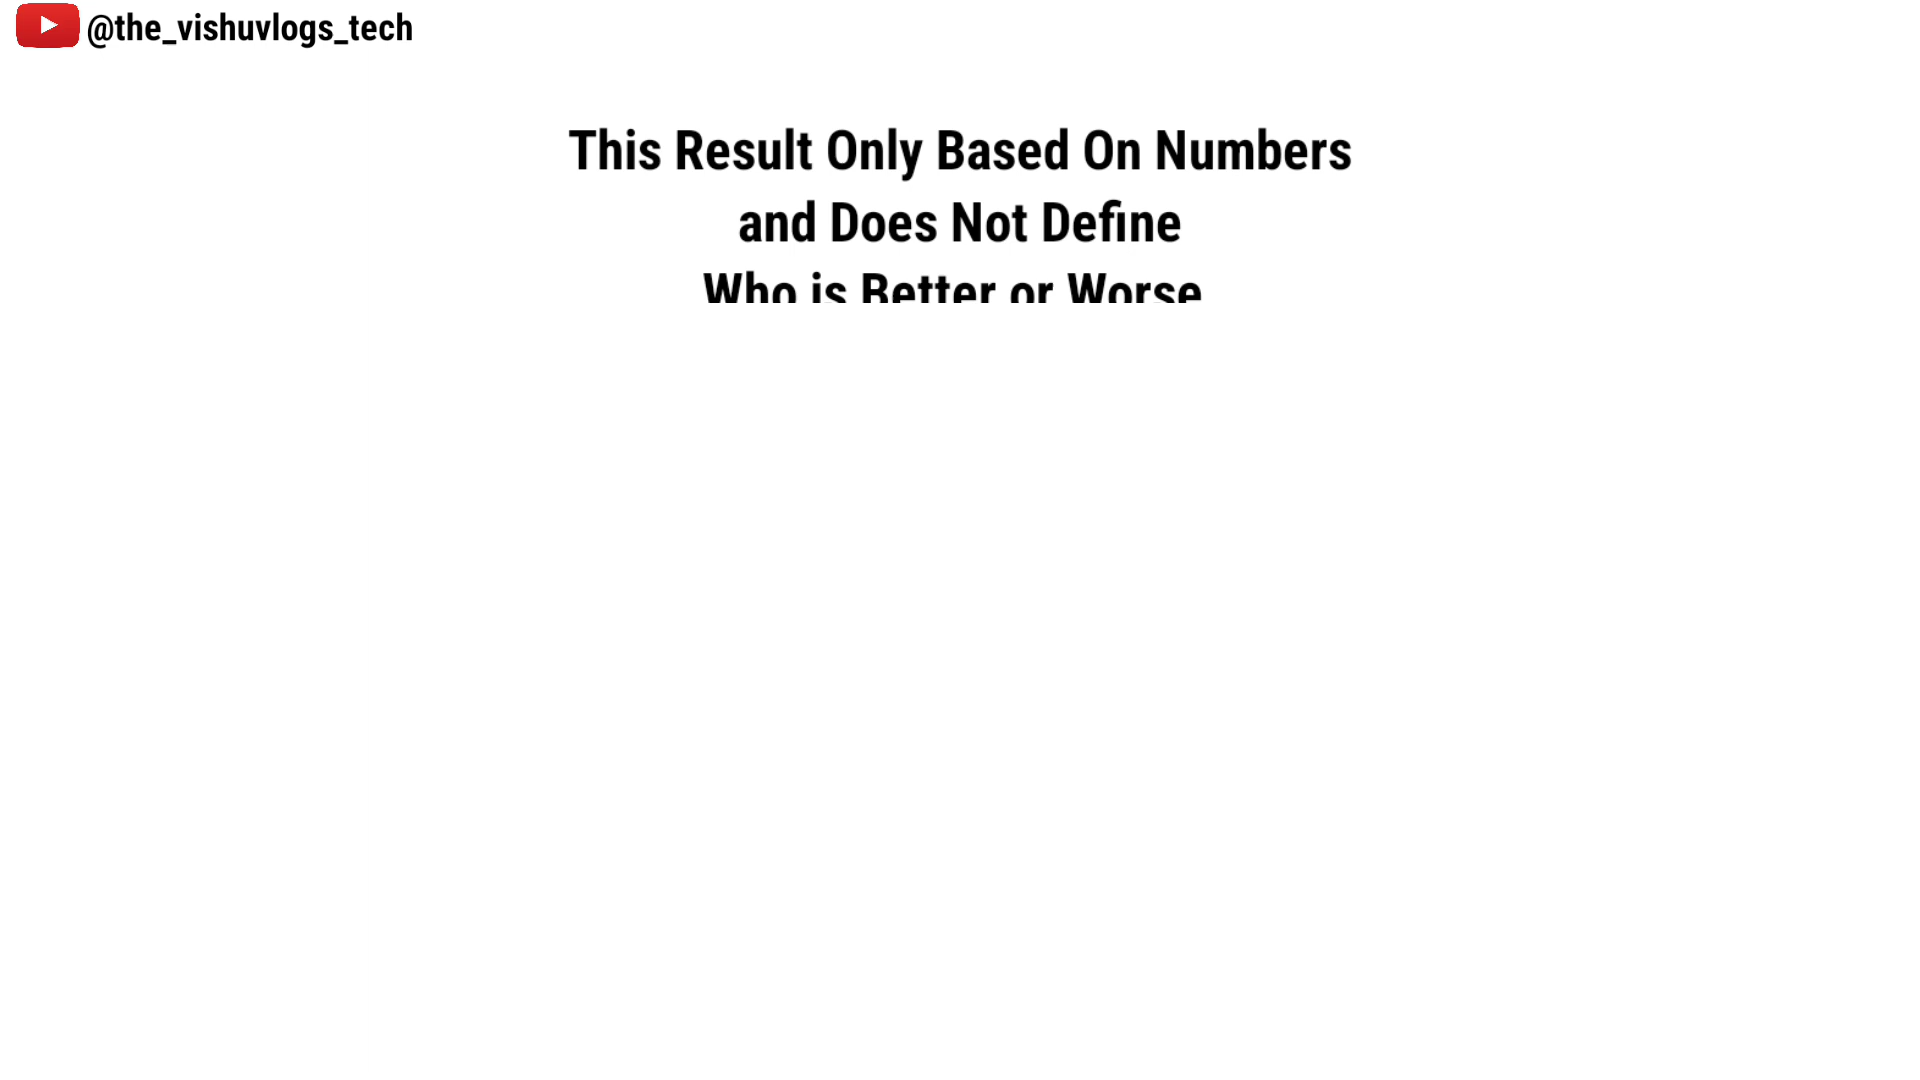 @the_vishuvlogs_tech
This Result Only Based On Numbers
and Does Not Define
Who is Better or Worse